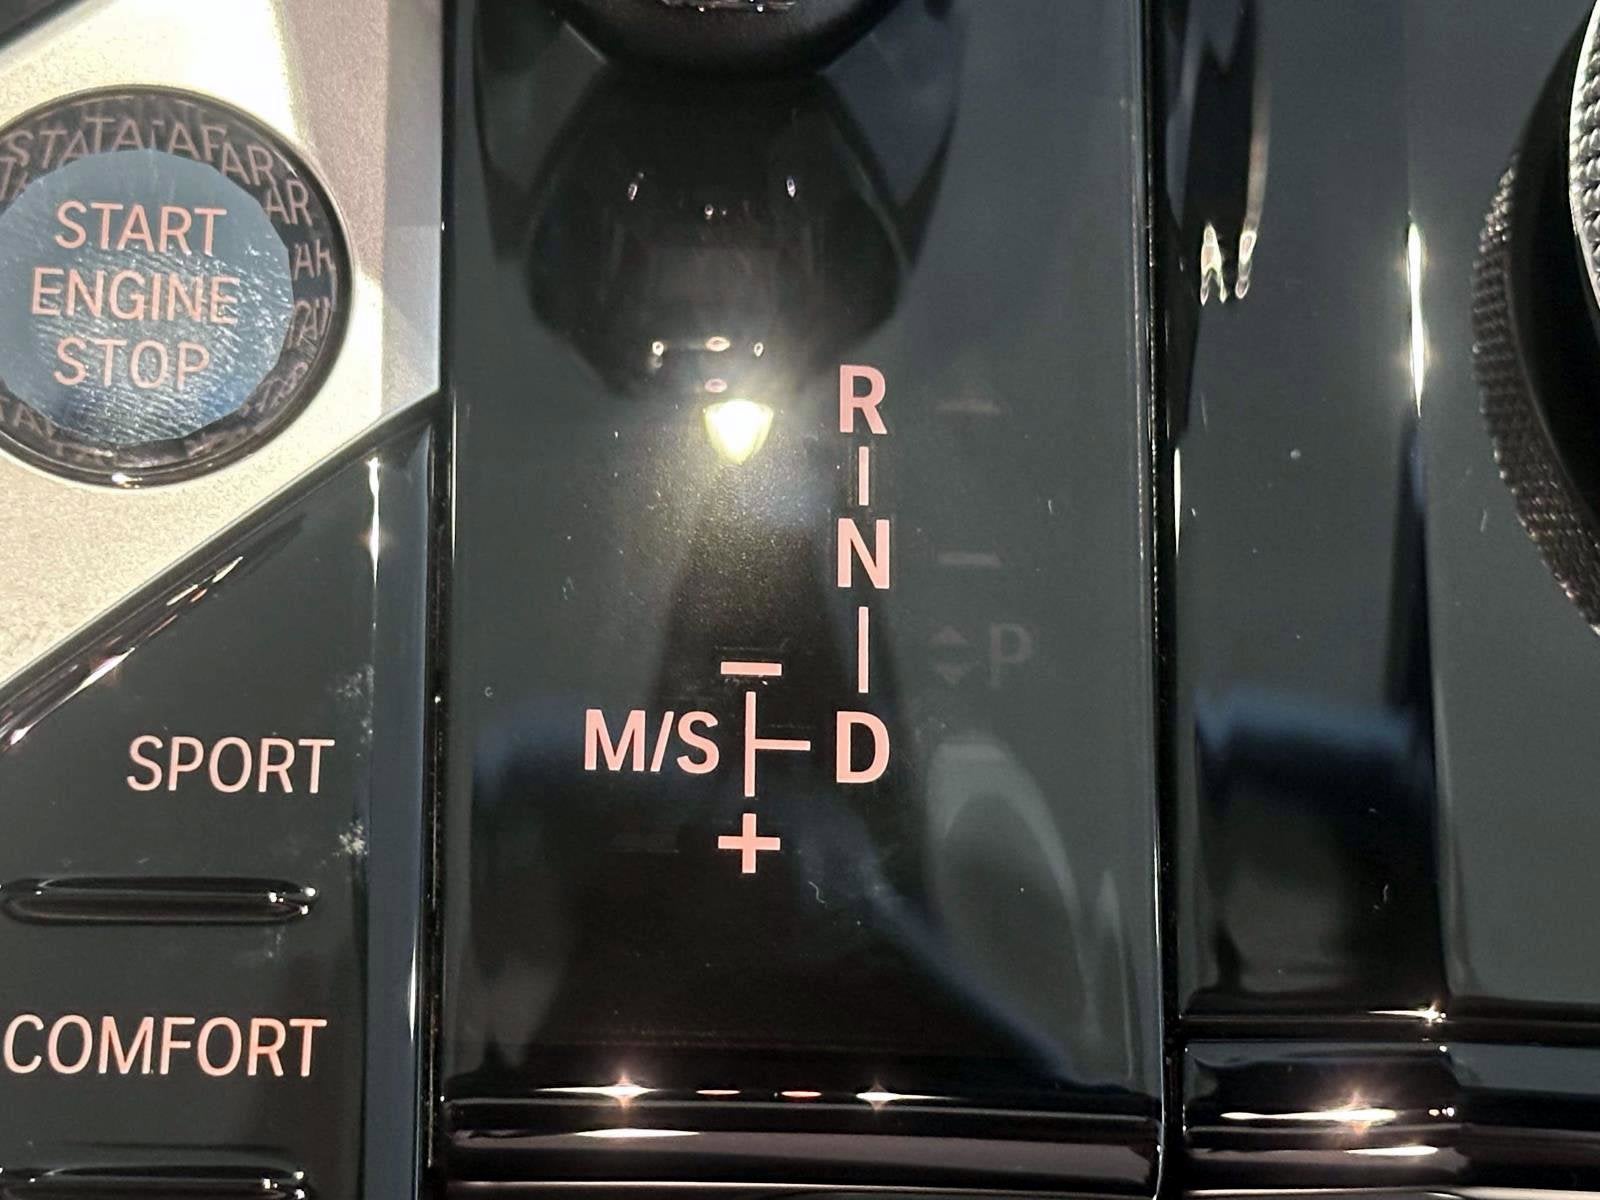 START
ENGINE
STOP
R
N
P
−
M/S D
+
SPORT
COMFORT